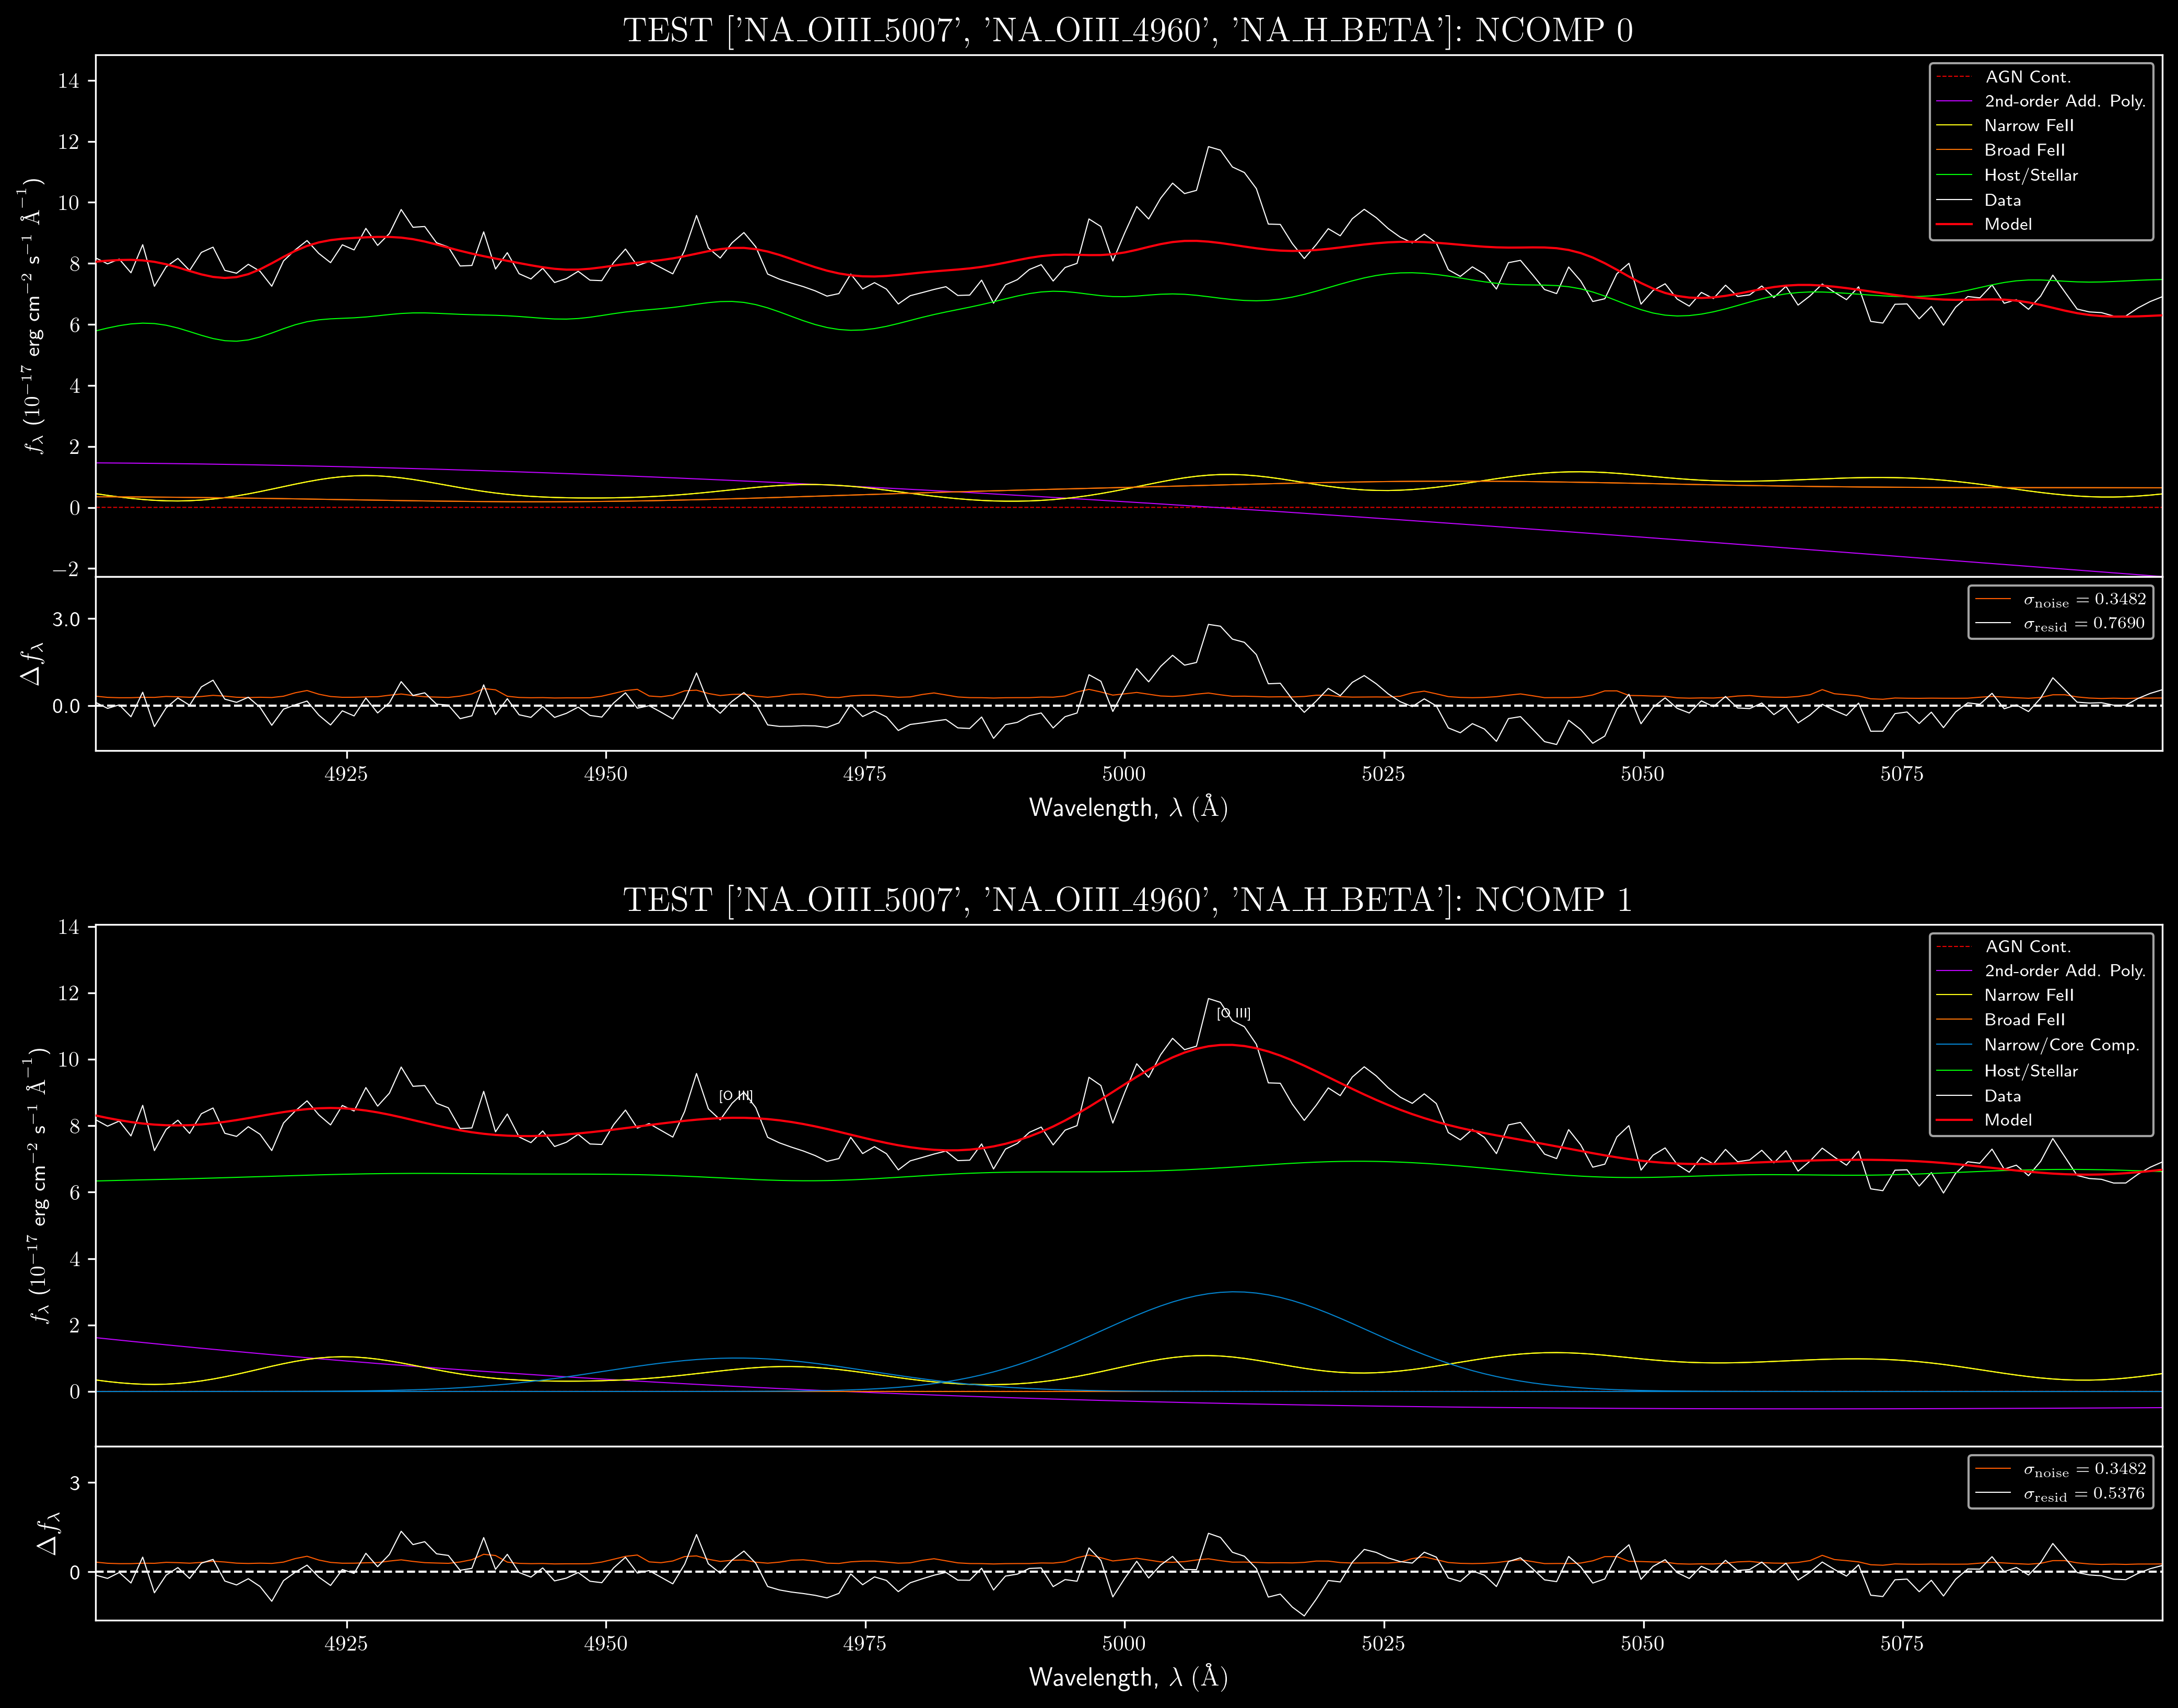 TEST ['NA_OIII_5007', 'NA_OIII_4960', 'NA_H_BETA']: NCOMP 0
14
12
10
8
6
4
2
0
−2
f_λ (10^−17 erg cm^−2 s^−1 Å^−1)
AGN Cont.
2nd-order Add. Poly.
Narrow FeII
Broad FeII
Host/Stellar
Data
Model
3.0
0.0
Δf_λ
σ_noise = 0.3482
σ_resid = 0.7690
4925 4950 4975 5000 5025 5050 5075
Wavelength, λ (Å)
TEST ['NA_OIII_5007', 'NA_OIII_4960', 'NA_H_BETA']: NCOMP 1
14
12
10
8
6
4
2
0
f_λ (10^−17 erg cm^−2 s^−1 Å^−1)
[O III]
[O III]
AGN Cont.
2nd-order Add. Poly.
Narrow FeII
Broad FeII
Narrow/Core Comp.
Host/Stellar
Data
Model
3
0
Δf_λ
σ_noise = 0.3482
σ_resid = 0.5376
4925 4950 4975 5000 5025 5050 5075
Wavelength, λ (Å)